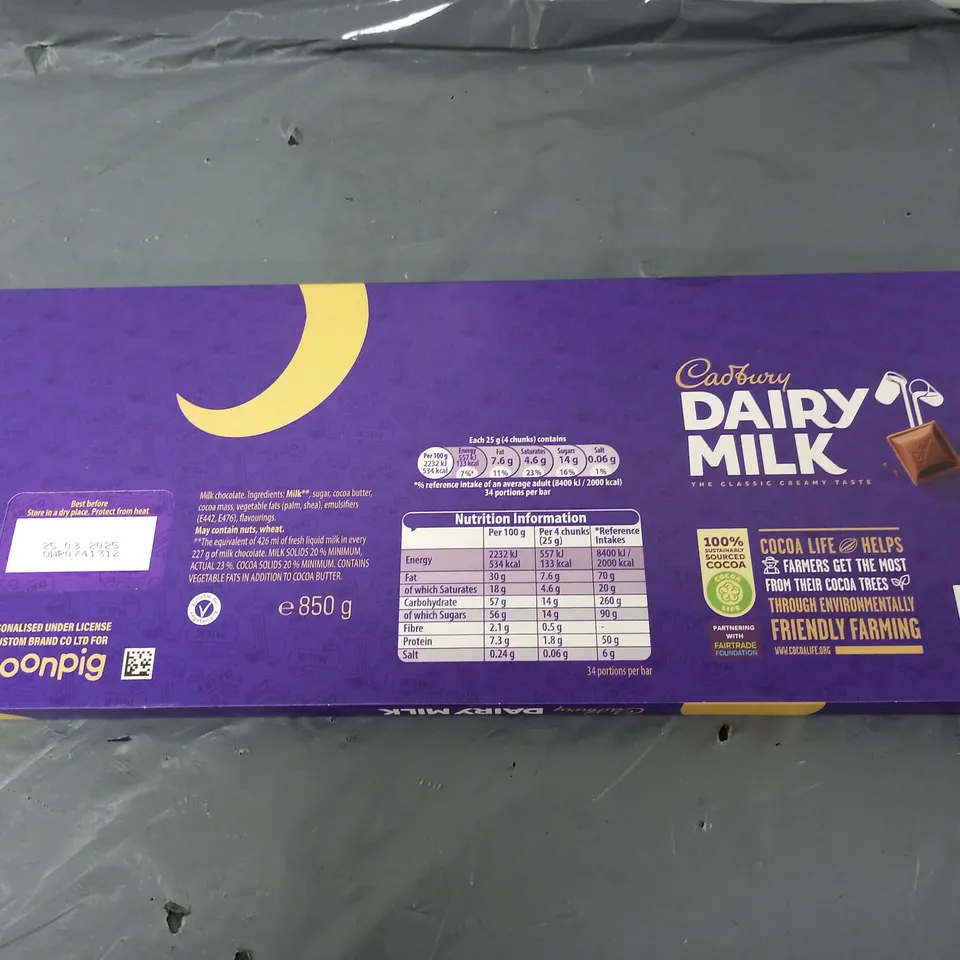 Best before
Store in a dry place. Protect from heat
25 03 2025
OWP0741312
ONALISED UNDER LICENSE
USTOM BRAND CO LTD FOR
oonpig
Milk chocolate. Ingredients: Milk**, sugar, cocoa butter,
cocoa mass, vegetable fats (palm, shea), emulsifiers
(E442, E476), flavourings.
May contain nuts, wheat.
**The equivalent of 426 ml of fresh liquid milk in every
227 g of milk chocolate. MILK SOLIDS 20 % MINIMUM,
ACTUAL 23 %, COCOA SOLIDS 20 % MINIMUM. CONTAINS
VEGETABLE FATS IN ADDITION TO COCOA BUTTER.
e 850 g
Each 25 g (4 chunks) contains
Per 100 g 2232 kJ 534 kcal
Energy 557 kJ 133 kcal 7%*
Fat 7.6 g 11%
Saturates 4.6 g 23%
Sugars 14 g 16%
Salt 0.06 g 1%
*% reference intake of an average adult (8400 kJ / 2000 kcal)
34 portions per bar
Nutrition Information
Per 100 g Per 4 chunks (25 g) *Reference Intakes
Energy 2232 kJ 534 kcal 557 kJ 133 kcal 8400 kJ / 2000 kcal
Fat 30 g 7.6 g 70 g
of which Saturates 18 g 4.6 g 20 g
Carbohydrate 57 g 14 g 260 g
of which Sugars 56 g 14 g 90 g
Fibre 2.1 g 0.5 g -
Protein 7.3 g 1.8 g 50 g
Salt 0.24 g 0.06 g 6 g
34 portions per bar
Cadbury
DAIRY
MILK
THE CLASSIC CREAMY TASTE
100%
SUSTAINABLY
SOURCED
COCOA
COCOA
LIFE
PARTNERING
WITH
FAIRTRADE
FOUNDATION
COCOA LIFE HELPS
FARMERS GET THE MOST
FROM THEIR COCOA TREES
THROUGH ENVIRONMENTALLY
FRIENDLY FARMING
WWW.COCOALIFE.ORG
Cadbury DAIRY MILK